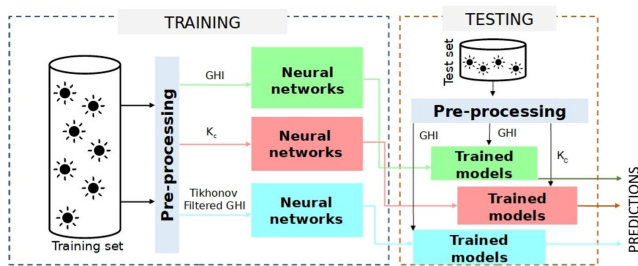 TRAINING
TESTING
Training set
Pre-processing
GHI
Kc
Tikhonov
Filtered GHI
Neural
networks
Neural
networks
Neural
networks
Test set
Pre-processing
GHI
GHI
Kc
Trained
models
Trained
models
Trained
models
PREDICTIONS